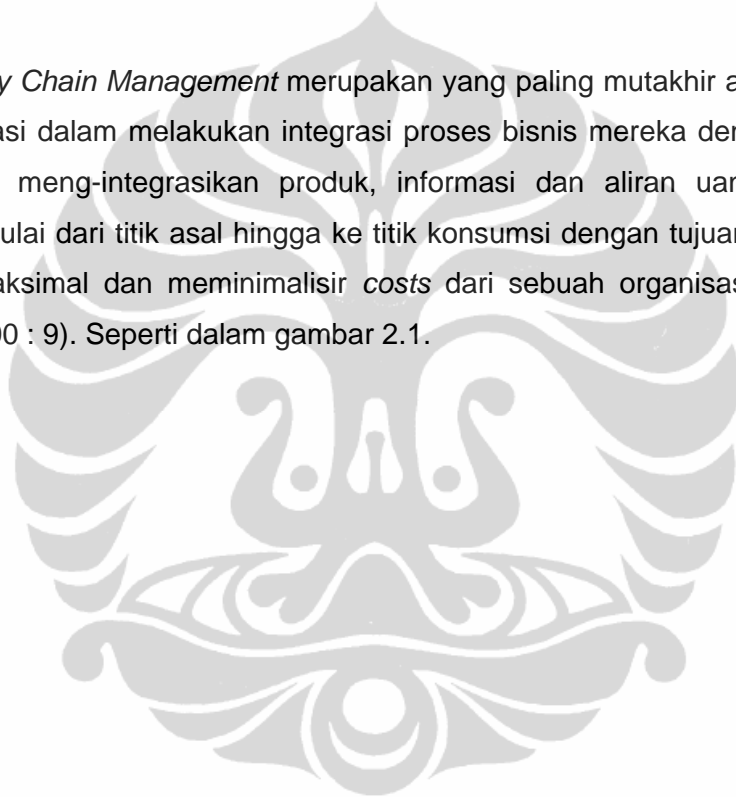 y Chain Management merupakan yang paling mutakhir a
asi dalam melakukan integrasi proses bisnis mereka den
meng-integrasikan produk, informasi dan aliran uan
ulai dari titik asal hingga ke titik konsumsi dengan tujuan
aksimal dan meminimalisir costs dari sebuah organisas
00 : 9). Seperti dalam gambar 2.1.